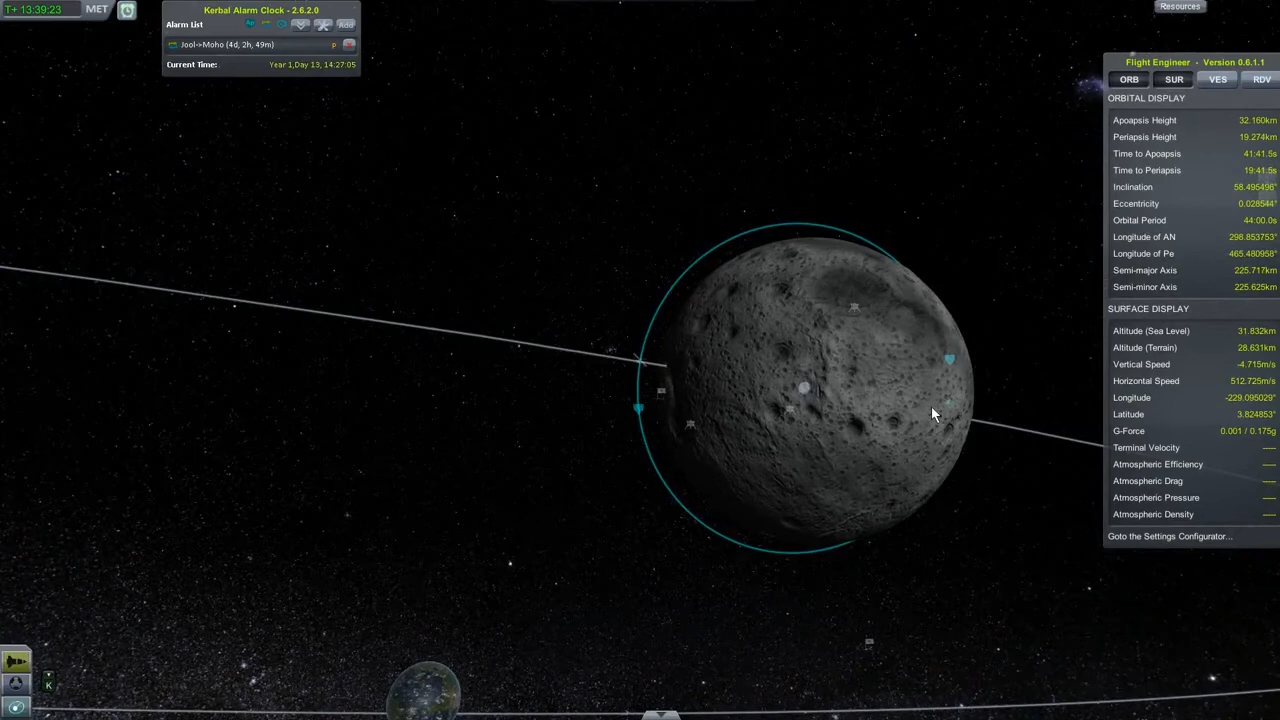 T+ 13:39:23 MET
Kerbal Alarm Clock - 2.6.2.0
Alarm List Ap Add
Jool->Moho (4d, 2h, 49m) P
Current Time: Year 1,Day 13, 14:27:05
Resources
Flight Engineer - Version 0.6.1.1
ORB SUR VES RDV
ORBITAL DISPLAY
Apoapsis Height 32.160km
Periapsis Height 19.274km
Time to Apoapsis 41:41.5s
Time to Periapsis 19:41.5s
Inclination 58.495496°
Eccentricity 0.028544°
Orbital Period 44:00.0s
Longitude of AN 298.853753°
Longitude of Pe -465.480958°
Semi-major Axis 225.717km
Semi-minor Axis 225.625km
SURFACE DISPLAY
Altitude (Sea Level) 31.832km
Altitude (Terrain) 28.631km
Vertical Speed -4.715m/s
Horizontal Speed 512.725m/s
Longitude -229.095029°
Latitude 3.824853°
G-Force 0.001 / 0.175g
Terminal Velocity
Atmospheric Efficiency
Atmospheric Drag
Atmospheric Pressure
Atmospheric Density
Goto the Settings Configurator...
K